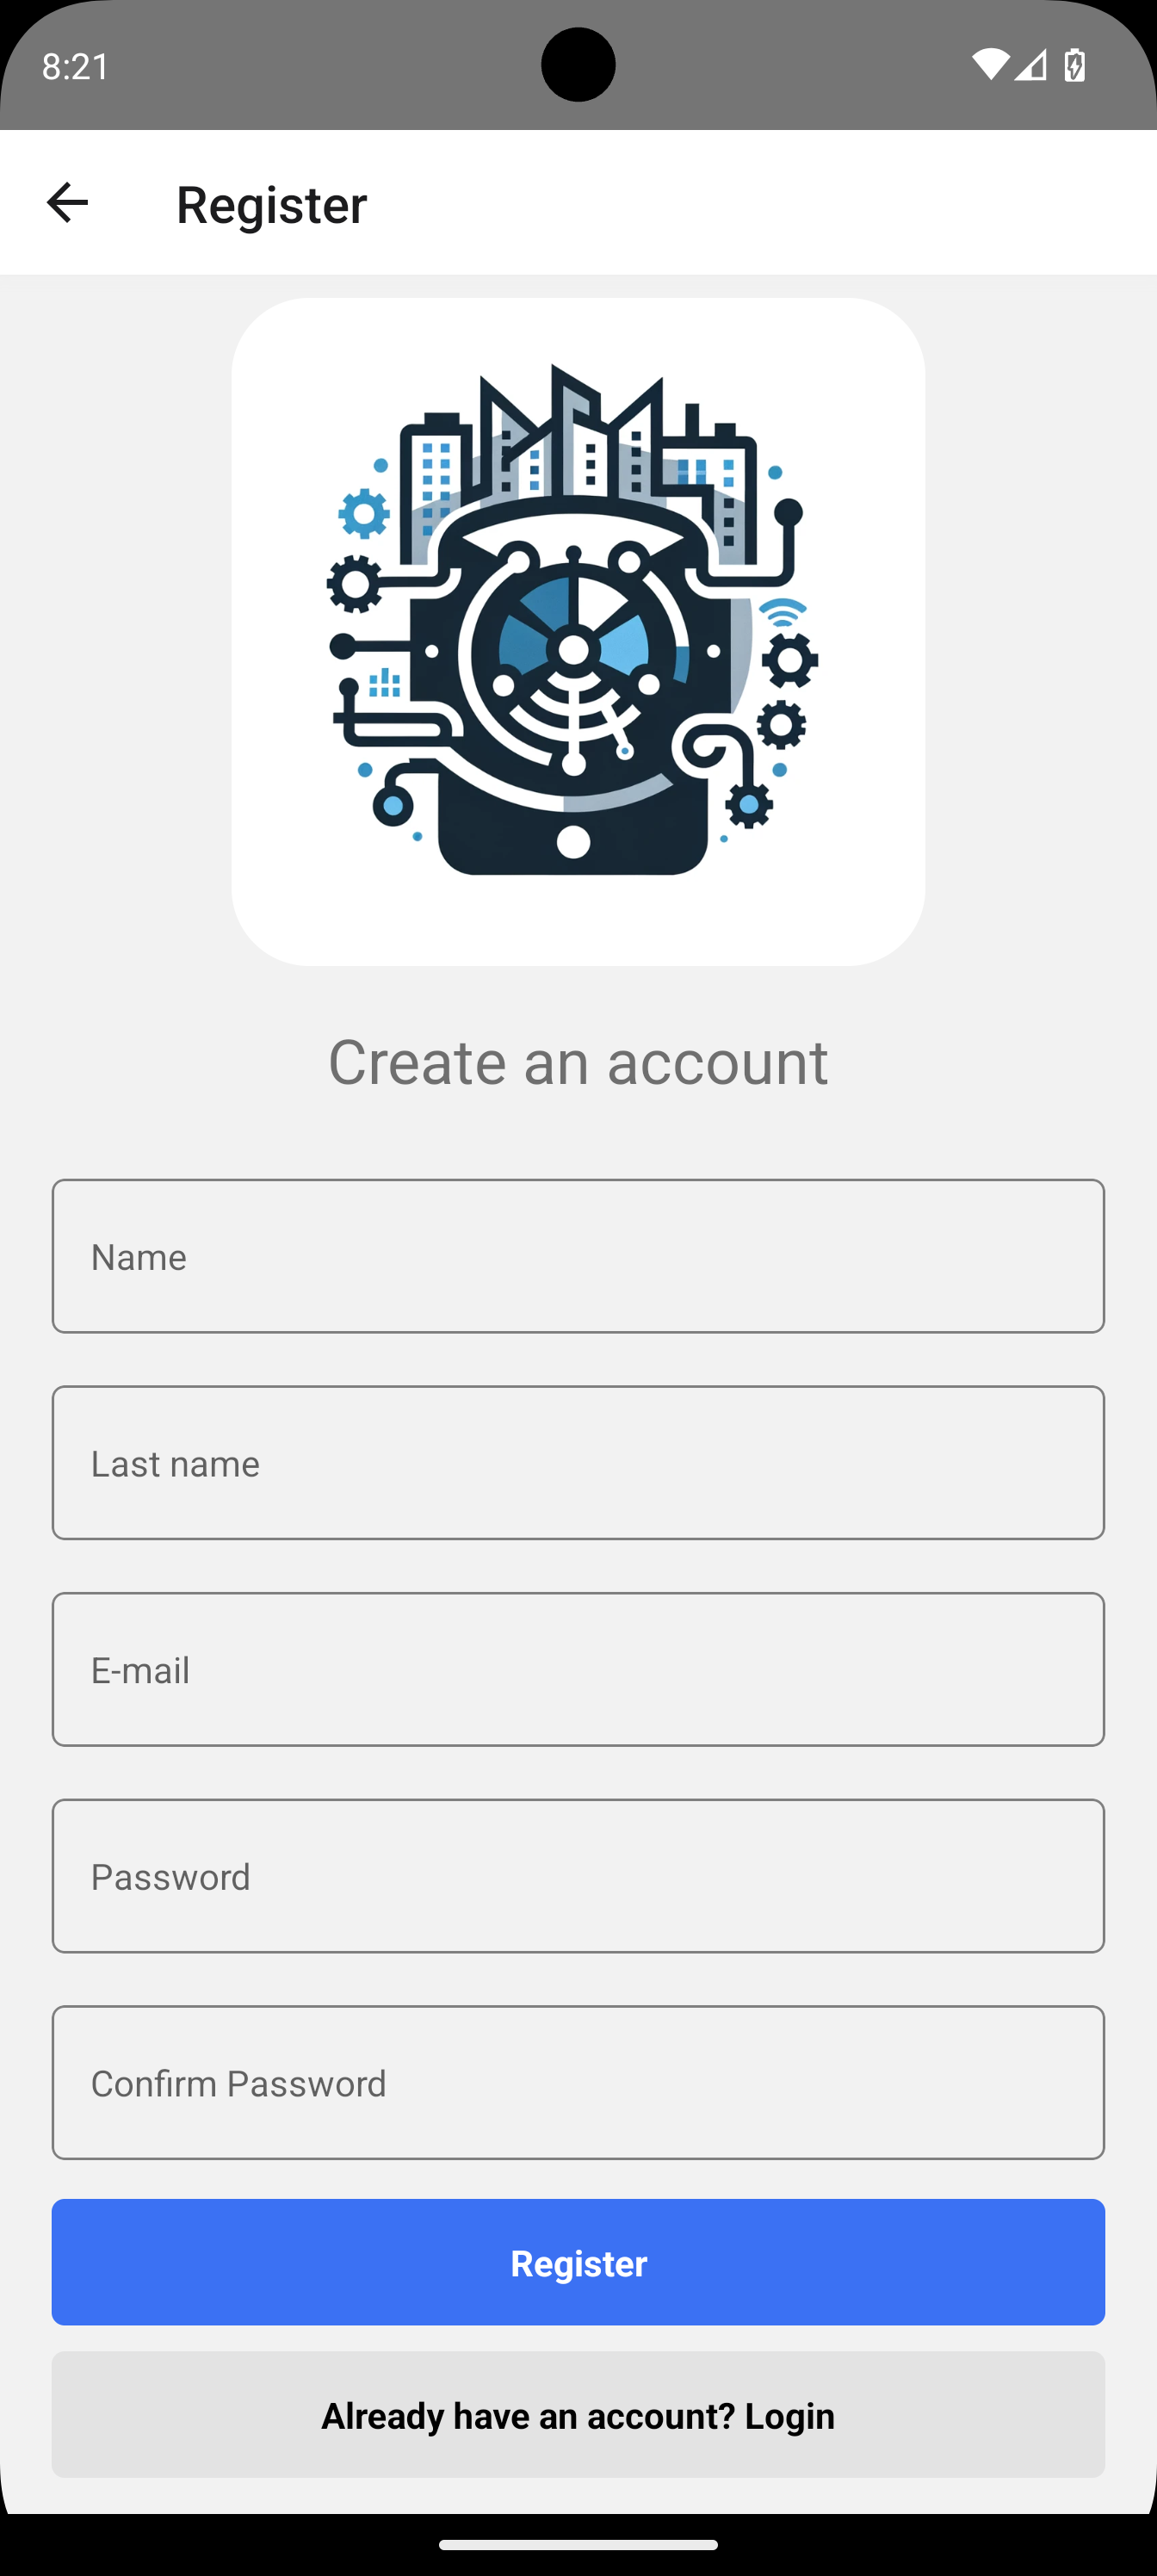 8:21
Register
Create an account
Name
Last name
E-mail
Password
Confirm Password
Register
Already have an account? Login